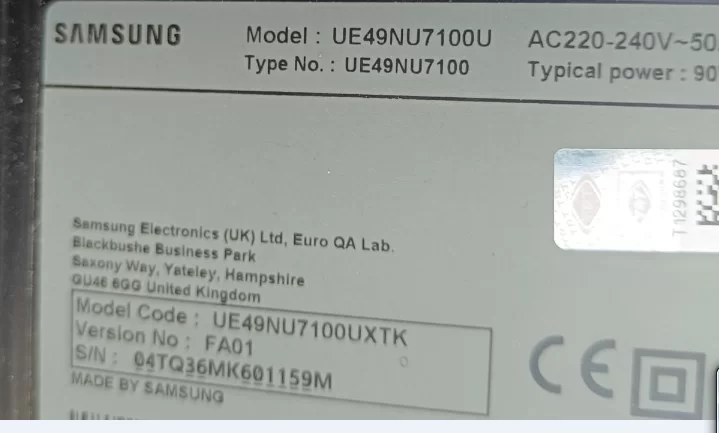 SAMSUNG
Model : UE49NU7100U
Type No. : UE49NU7100
AC220-240V~50
Typical power : 90
T1298687
Samsung Electronics (UK) Ltd, Euro QA Lab.
Blackbushe Business Park
Saxony Way, Yateley, Hampshire
GU46 6GG United Kingdom
Model Code : UE49NU7100UXTK
Version No : FA01
S/N : 04TQ36MK601159M
MADE BY SAMSUNG
CE